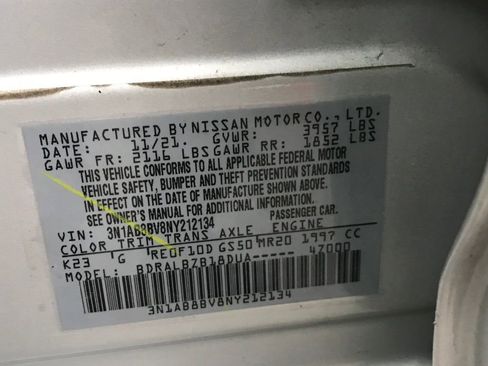 MANUFACTURED BY NISSAN MOTOR CO., LTD.
DATE: 11/21. GVWR: 3957 LBS
GAWR FR: 2116 LBS GAWR RR: 1852 LBS
THIS VEHICLE CONFORMS TO ALL APPLICABLE FEDERAL MOTOR
VEHICLE SAFETY, BUMPER AND THEFT PREVENTION STANDARDS
IN EFFECT ON THE DATE OF MANUFACTURE SHOWN ABOVE.
SEE OWNER'S MANUAL FOR ADDITIONAL INFORMATION.
VIN: 3N1AB8BV8NY212134 PASSENGER CAR.
COLOR TRIM TRANS AXLE ENGINE
K23 G RE0F10D GS50 MR20 1997 CC
MODEL: BDRALBZB18DUA----- 47000
3N1AB8BV8NY212134